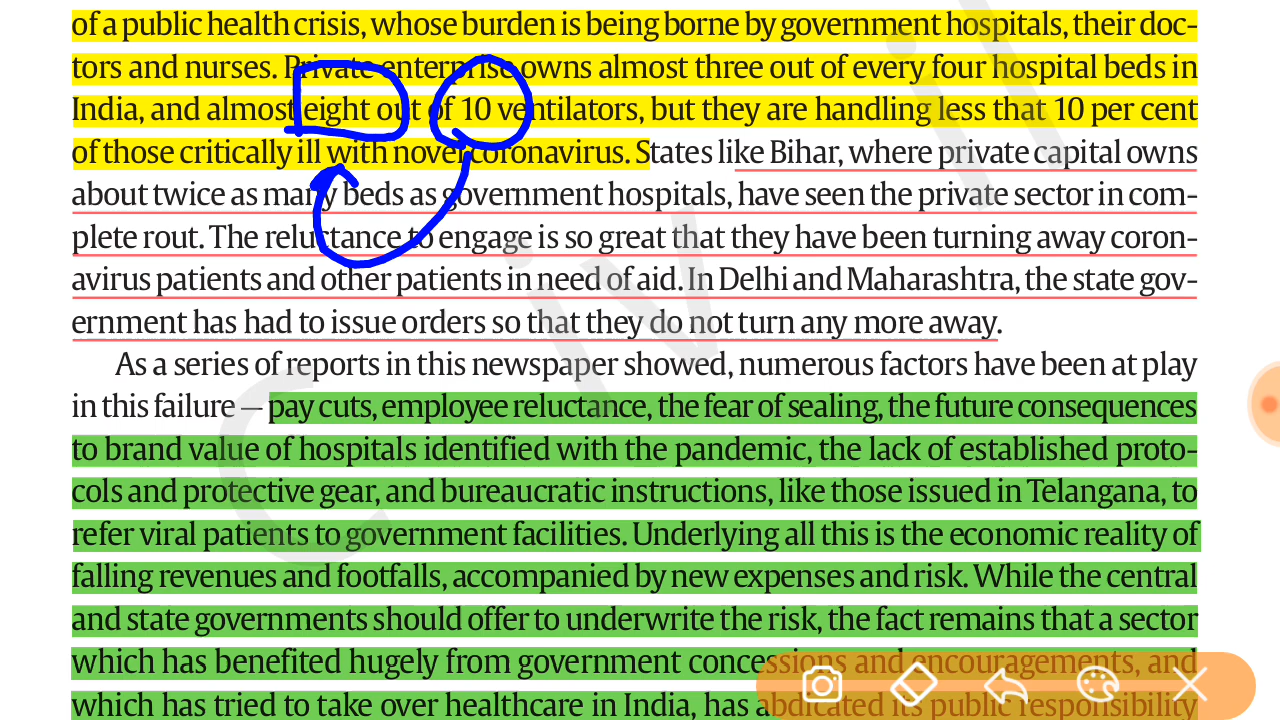 of a public health crisis, whose burden is being borne by government hospitals, their doc-
tors and nurses. Private enterprise owns almost three out of every four hospital beds in
India, and almost eight out of 10 ventilators, but they are handling less that 10 per cent
of those critically ill with novel coronavirus. States like Bihar, where private capital owns
about twice as many beds as government hospitals, have seen the private sector in com-
plete rout. The reluctance to engage is so great that they have been turning away coron-
avirus patients and other patients in need of aid. In Delhi and Maharashtra, the state gov-
ernment has had to issue orders so that they do not turn any more away.
As a series of reports in this newspaper showed, numerous factors have been at play
in this failure — pay cuts, employee reluctance, the fear of sealing, the future consequences
to brand value of hospitals identified with the pandemic, the lack of established proto-
cols and protective gear, and bureaucratic instructions, like those issued in Telangana, to
refer viral patients to government facilities. Underlying all this is the economic reality of
falling revenues and footfalls, accompanied by new expenses and risk. While the central
and state governments should offer to underwrite the risk, the fact remains that a sector
which has benefited hugely from government concessions and encouragements, and
which has tried to take over healthcare in India, has abdicated its public responsibility